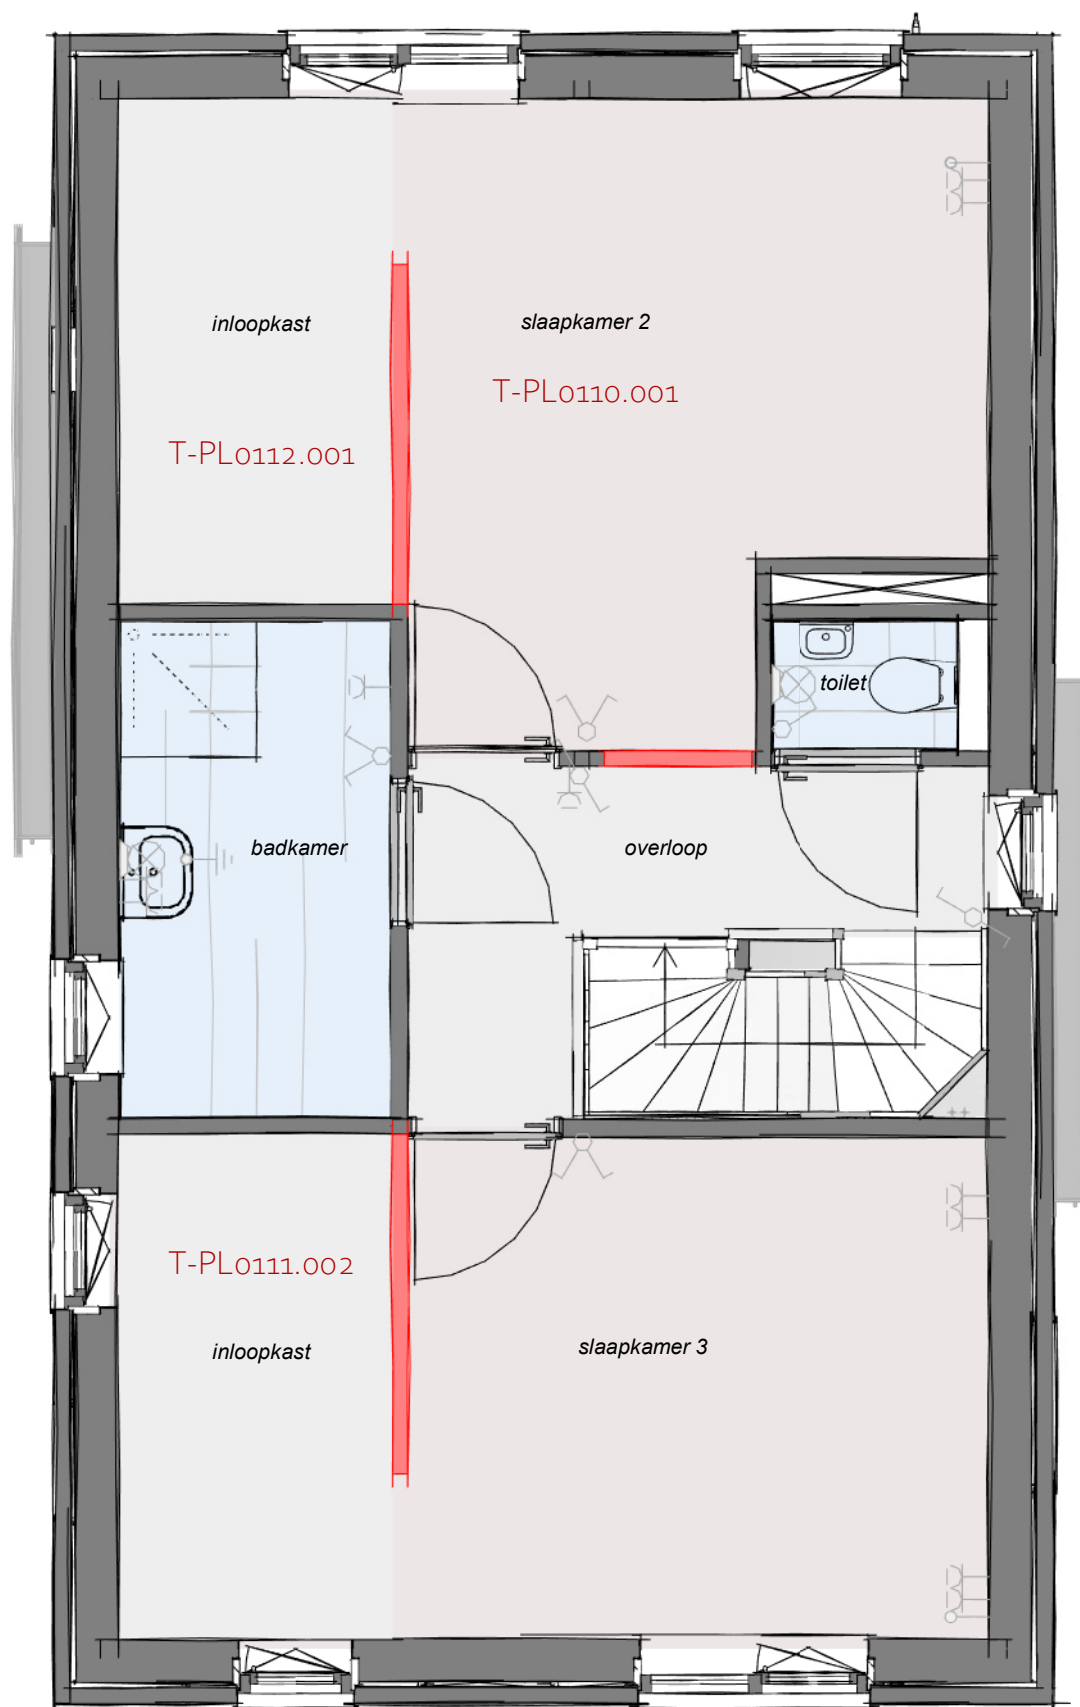 inloopkast
slaapkamer 2
T-PL0110.001
T-PL0112.001
toilet
badkamer
overloop
T-PL0111.002
inloopkast
slaapkamer 3